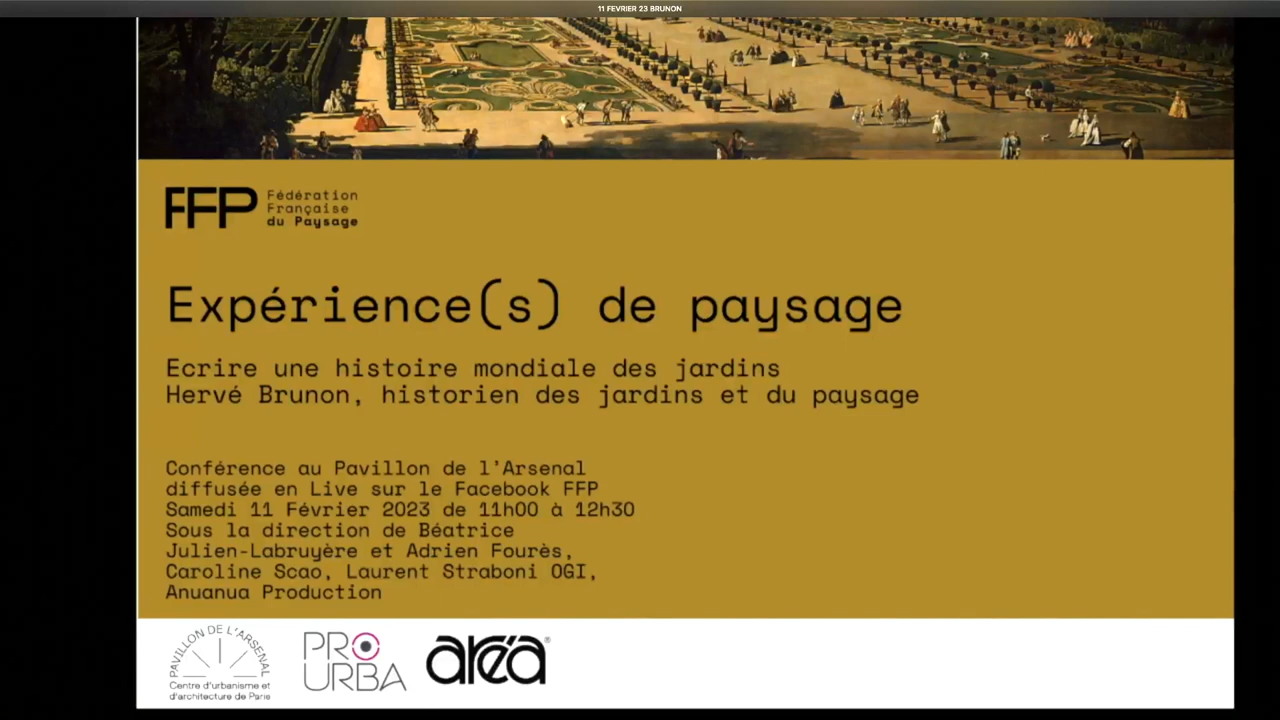 11 FEVRIER 23 BRUNON
FFP
Fédération
Française
du Paysage
Expérience(s) de paysage
Ecrire une histoire mondiale des jardins
Hervé Brunon, historien des jardins et du paysage
Conférence au Pavillon de l'Arsenal
diffusée en Live sur le Facebook FFP
Samedi 11 Février 2023 de 11h00 à 12h30
Sous la direction de Béatrice
Julien-Labruyère et Adrien Fourès,
Caroline Scao, Laurent Straboni OGI,
Anuanua Production
PAVILLON DE L'ARSENAL
Centre d'urbanisme et
d'architecture de Paris
PRO
URBA
aréa®